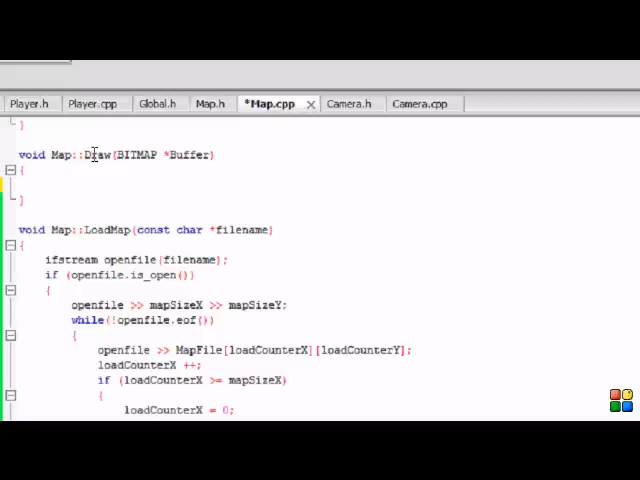 Player.h Player.cpp Global.h Map.h *Map.cpp Camera.h Camera.cpp
}
void Map::Draw(BITMAP *Buffer)
{
}
void Map::LoadMap(const char *filename)
{
ifstream openfile(filename);
if (openfile.is_open())
{
openfile >> mapSizeX >> mapSizeY;
while(!openfile.eof())
{
openfile >> MapFile[loadCounterX][loadCounterY];
loadCounterX ++;
if (loadCounterX >= mapSizeX)
{
loadCounterX = 0;